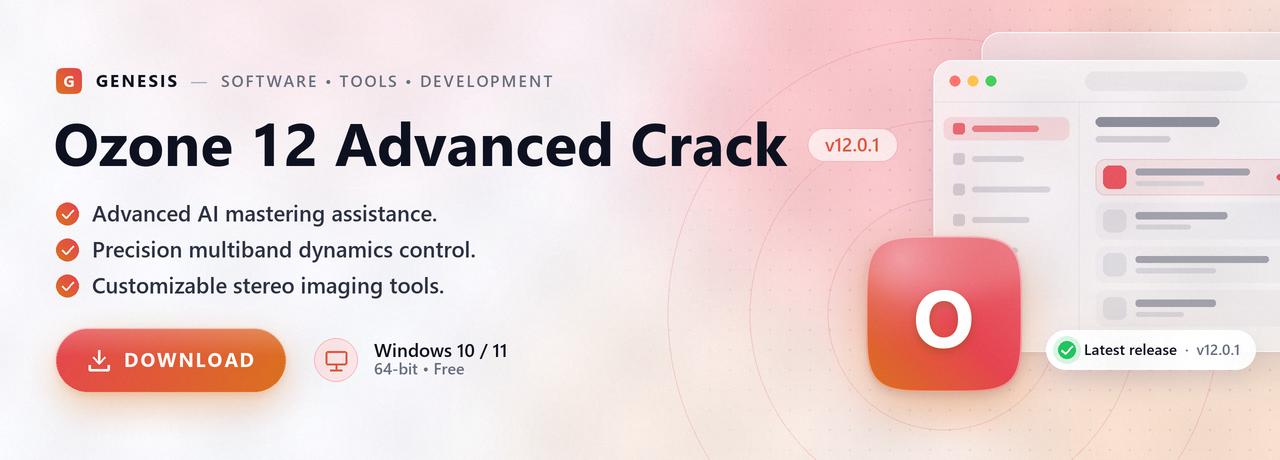 G GENESIS — SOFTWARE • TOOLS • DEVELOPMENT
Ozone 12 Advanced Crack v12.0.1
Advanced AI mastering assistance.
Precision multiband dynamics control.
Customizable stereo imaging tools.
DOWNLOAD
Windows 10 / 11
64-bit • Free
O
Latest release · v12.0.1